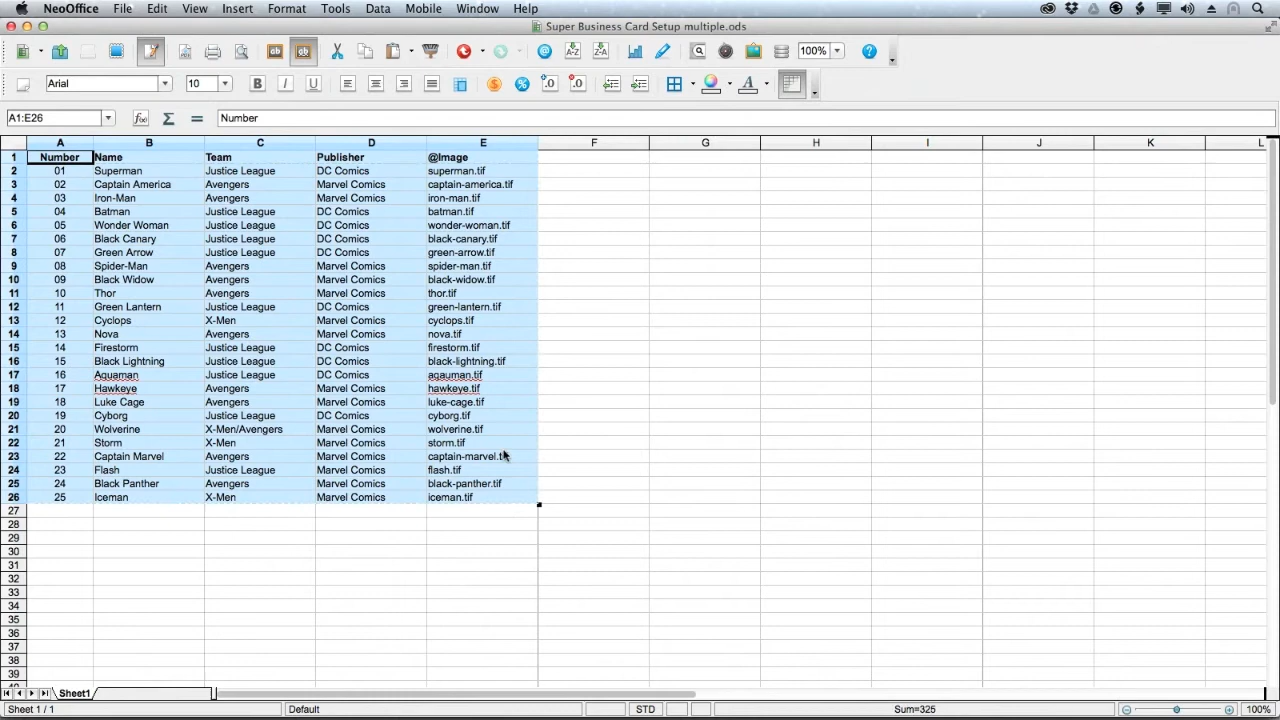 NeoOffice File Edit View Insert Format Tools Data Mobile Window Help
Super Business Card Setup multiple.ods
100%
Arial 10 B I U
A1:E26 Number
A B C D E F G H I J K L
1 Number Name Team Publisher @Image
2 01 Superman Justice League DC Comics superman.tif
3 02 Captain America Avengers Marvel Comics captain-america.tif
4 03 Iron-Man Avengers Marvel Comics iron-man.tif
5 04 Batman Justice League DC Comics batman.tif
6 05 Wonder Woman Justice League DC Comics wonder-woman.tif
7 06 Black Canary Justice League DC Comics black-canary.tif
8 07 Green Arrow Justice League DC Comics green-arrow.tif
9 08 Spider-Man Avengers Marvel Comics spider-man.tif
10 09 Black Widow Avengers Marvel Comics black-widow.tif
11 10 Thor Avengers Marvel Comics thor.tif
12 11 Green Lantern Justice League DC Comics green-lantern.tif
13 12 Cyclops X-Men Marvel Comics cyclops.tif
14 13 Nova Avengers Marvel Comics nova.tif
15 14 Firestorm Justice League DC Comics firestorm.tif
16 15 Black Lightning Justice League DC Comics black-lightning.tif
17 16 Aquaman Justice League DC Comics aqauman.tif
18 17 Hawkeye Avengers Marvel Comics hawkeye.tif
19 18 Luke Cage Avengers Marvel Comics luke-cage.tif
20 19 Cyborg Justice League DC Comics cyborg.tif
21 20 Wolverine X-Men/Avengers Marvel Comics wolverine.tif
22 21 Storm X-Men Marvel Comics storm.tif
23 22 Captain Marvel Avengers Marvel Comics
24 23 Flash Justice League DC Comics flash.tif
25 24 Black Panther Avengers Marvel Comics black-panther.tif
26 25 Iceman X-Men Marvel Comics iceman.tif
27
28
29
30
31
32
33
34
35
36
37
38
39
Sheet1
Sheet 1 / 1 Default STD Sum=325 100%